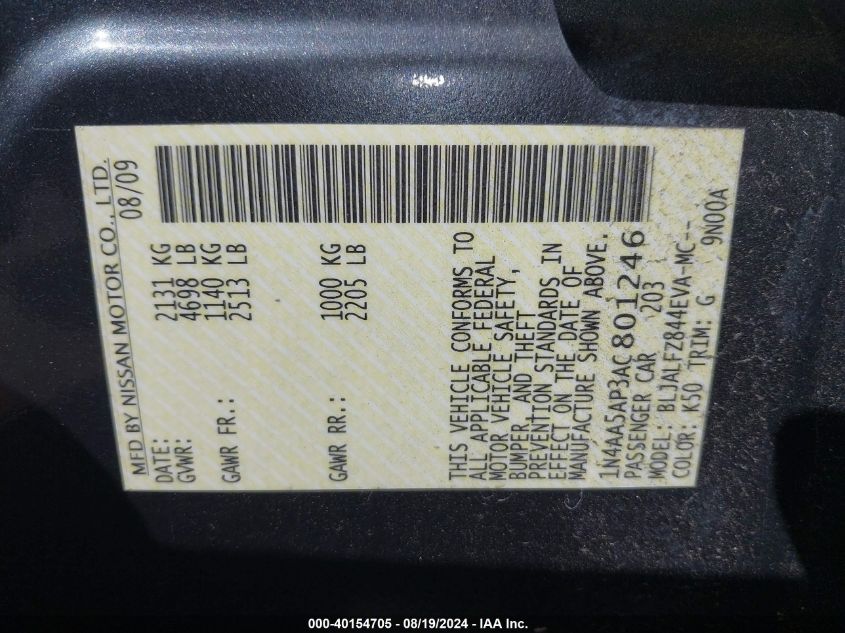 MFD BY NISSAN MOTOR CO., LTD.
DATE: 08/09
GVWR: 2131 KG
4698 LB
GAWR FR.: 1140 KG
2513 LB
GAWR RR.: 1000 KG
2205 LB
THIS VEHICLE CONFORMS TO
ALL APPLICABLE FEDERAL
MOTOR VEHICLE SAFETY,
BUMPER, AND THEFT
PREVENTION STANDARDS IN
EFFECT ON THE DATE OF
MANUFACTURE SHOWN ABOVE.
1N4AA5AP3AC801246
PASSENGER CAR 203
MODEL: BLJALFZ844EVA-MC--
COLOR: K50 TRIM: G 9N00A
000-40154705 - 08/19/2024 - IAA Inc.